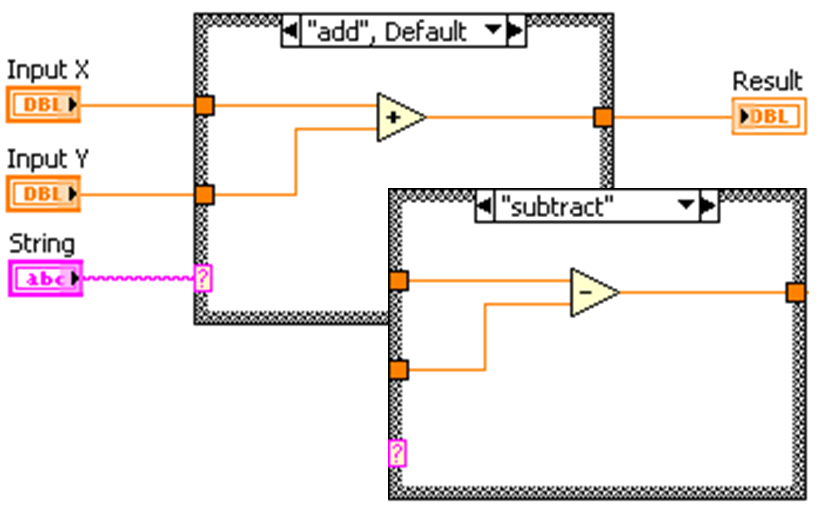 "add", Default
Input X
DBL
+
Result
DBL
Input Y
DBL
"subtract"
String
abc
?
-
?